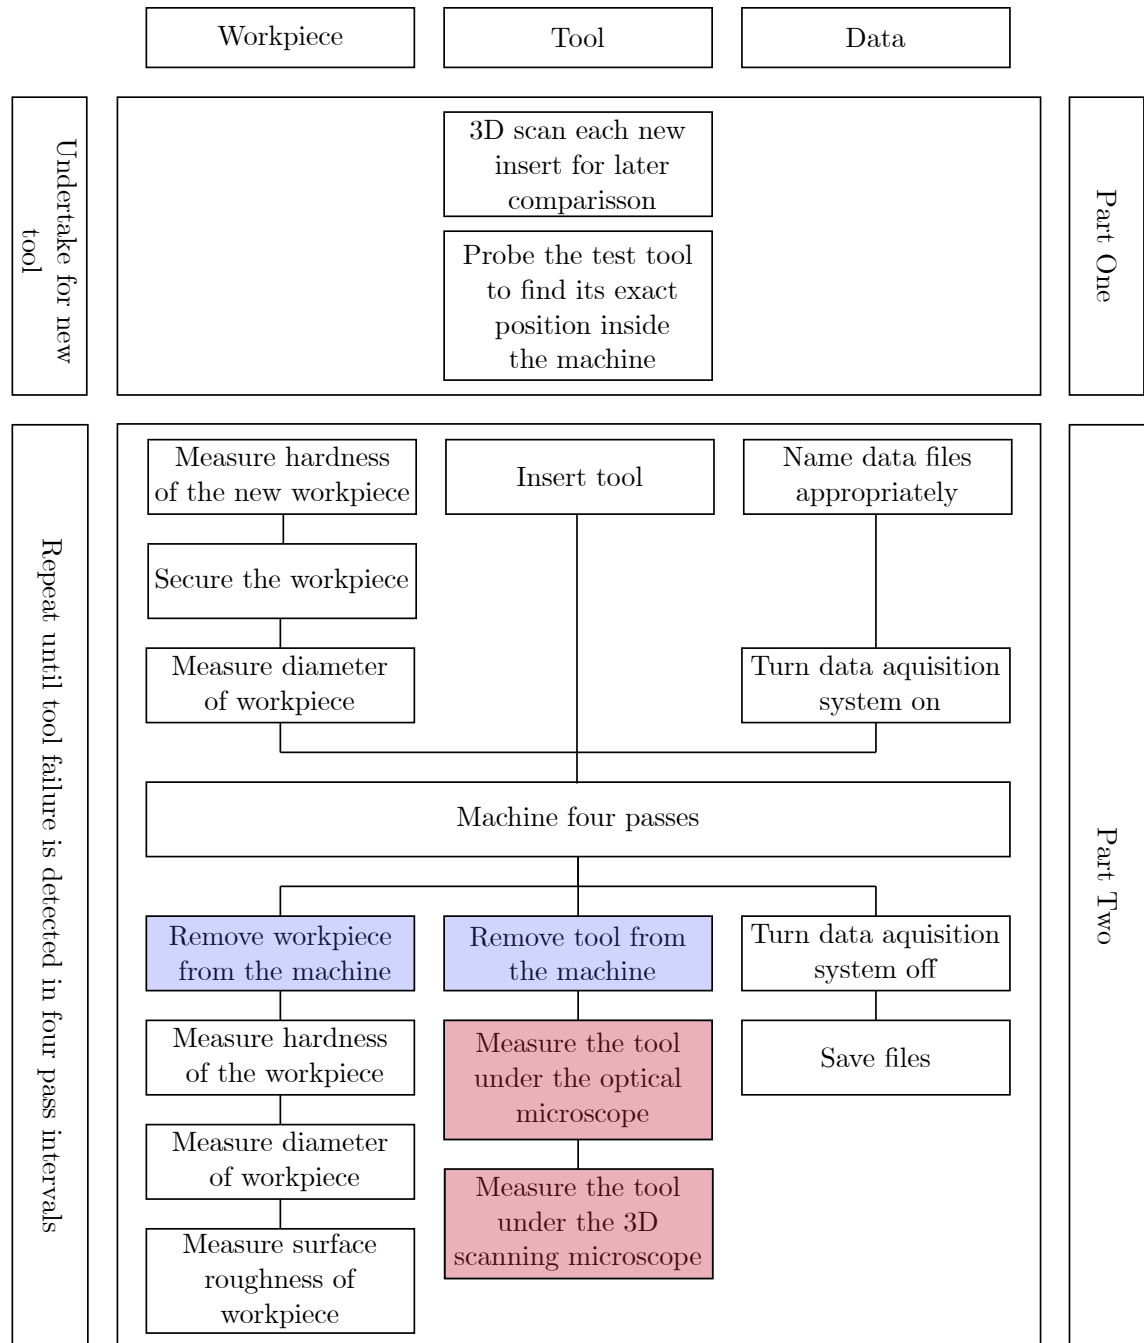 Workpiece
Tool
Data
Undertake for new
tool
3D scan each new
insert for later
comparisson
Probe the test tool
to find its exact
position inside
the machine
Part One
Repeat until tool failure is detected in four pass intervals
Measure hardness
of the new workpiece
Insert tool
Name data files
appropriately
Secure the workpiece
Measure diameter
of workpiece
Turn data aquisition
system on
Machine four passes
Part Two
Remove workpiece
from the machine
Remove tool from
the machine
Turn data aquisition
system off
Measure hardness
of the workpiece
Measure the tool
under the optical
microscope
Save files
Measure diameter
of workpiece
Measure the tool
under the 3D
scanning microscope
Measure surface
roughness of
workpiece